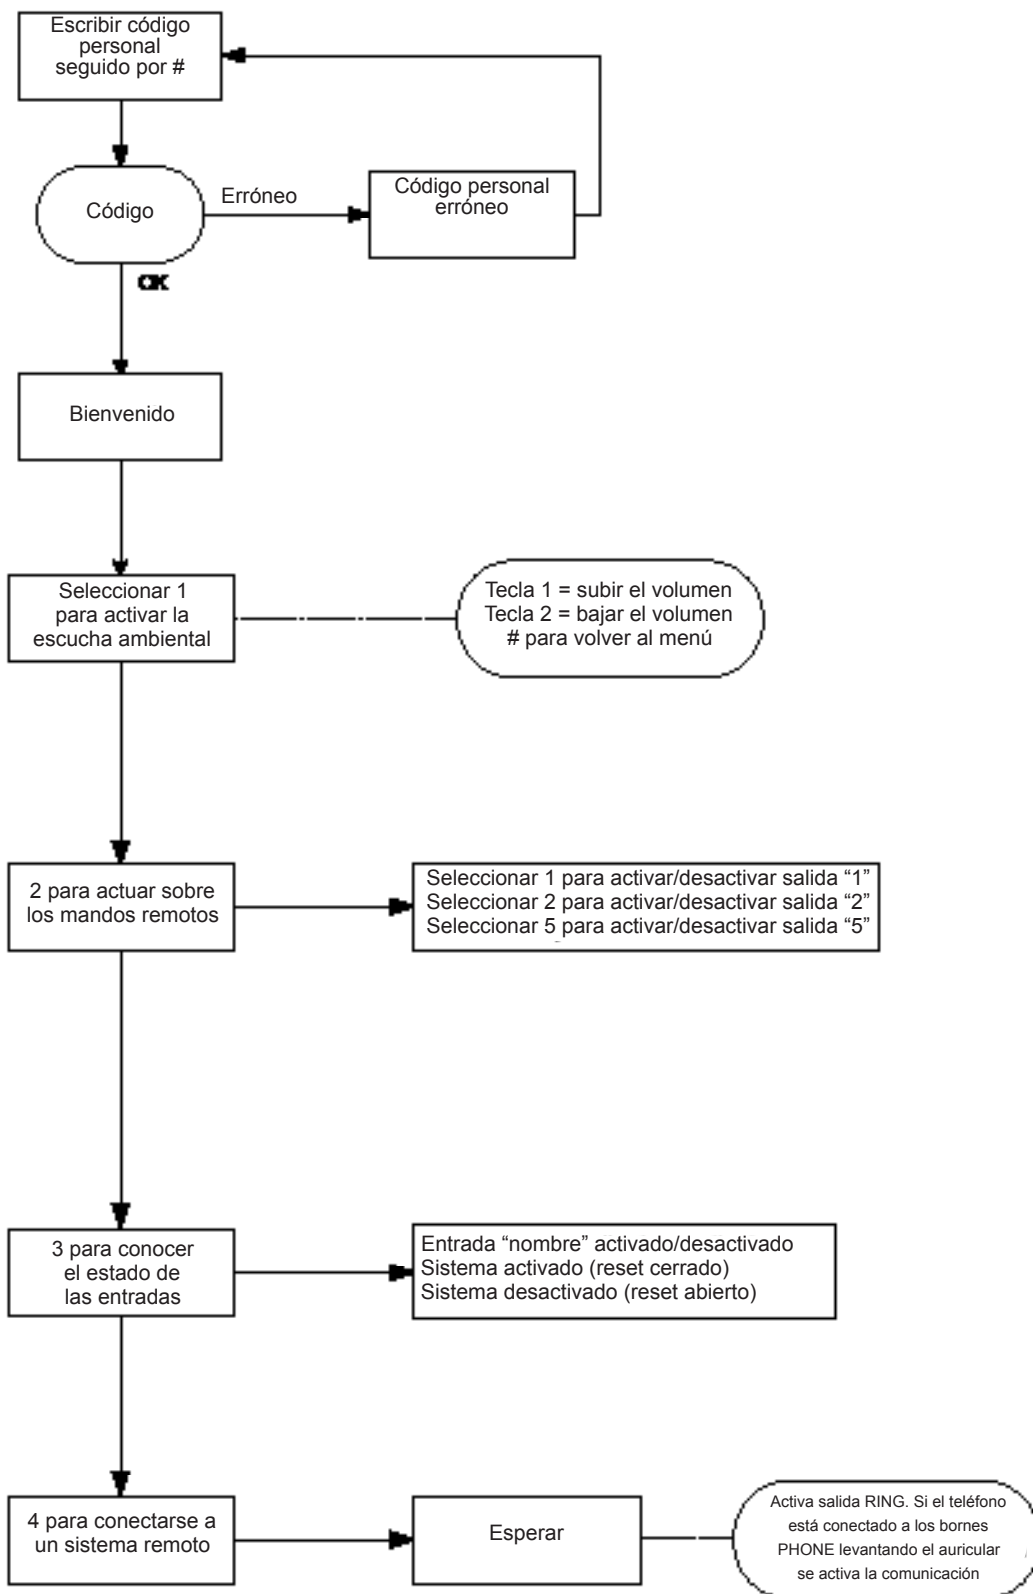 Escribir código
personal
seguido por #
Código
Erróneo
Código personal
erróneo
OK
Bienvenido
Seleccionar 1
para activar la
escucha ambiental
Tecla 1 = subir el volumen
Tecla 2 = bajar el volumen
# para volver al menú
2 para actuar sobre
los mandos remotos
Seleccionar 1 para activar/desactivar salida “1”
Seleccionar 2 para activar/desactivar salida “2”
Seleccionar 5 para activar/desactivar salida “5”
3 para conocer
el estado de
las entradas
Entrada “nombre” activado/desactivado
Sistema activado (reset cerrado)
Sistema desactivado (reset abierto)
4 para conectarse a
un sistema remoto
Esperar
Activa salida RING. Si el teléfono
está conectado a los bornes
PHONE levantando el auricular
se activa la comunicación